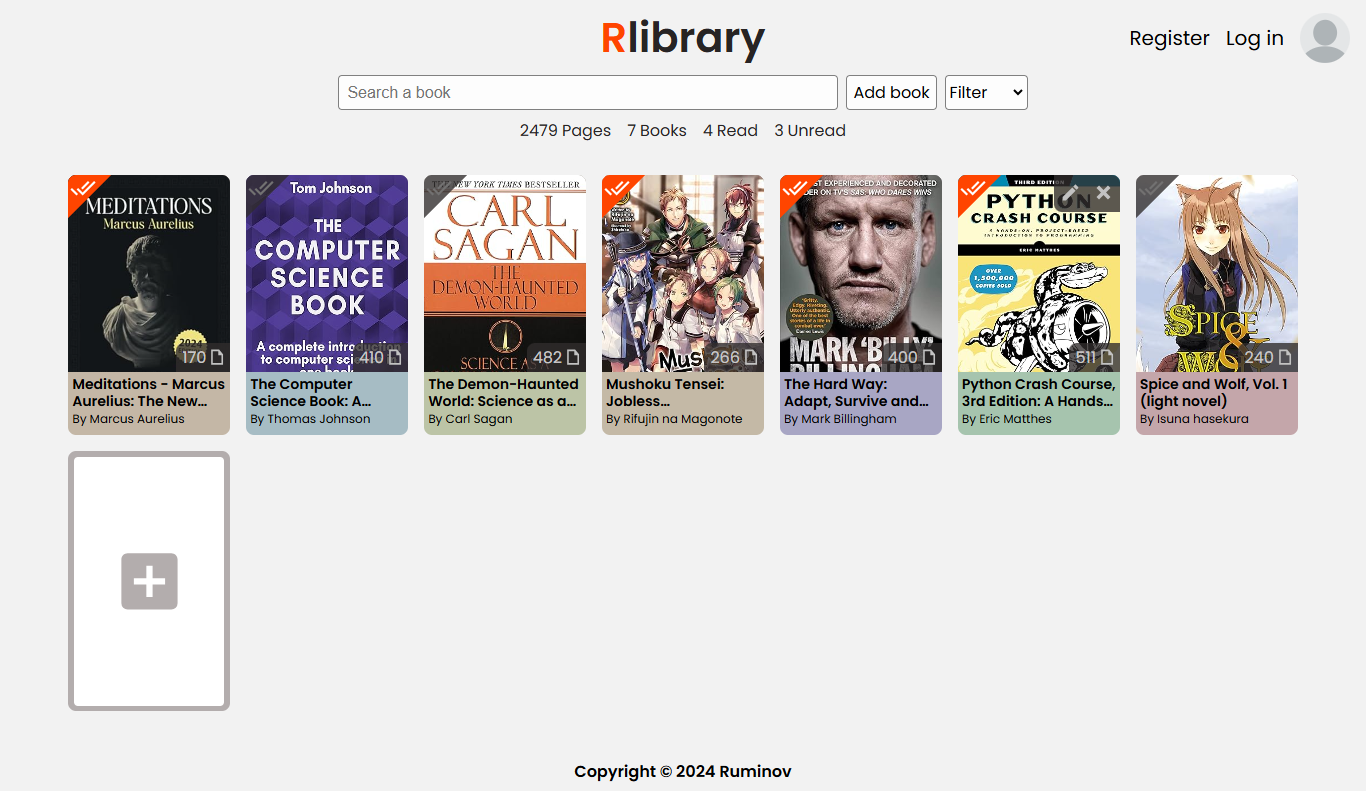 Rlibrary
Register Log in
Search a book
Add book
Filter
2479 Pages 7 Books 4 Read 3 Unread
MEDITATIONS
Marcus Aurelius
170
Meditations - Marcus
Aurelius: The New...
By Marcus Aurelius
Tom Johnson
THE
COMPUTER
SCIENCE
BOOK
A complete introduction
to computer sci
410
The Computer
Science Book: A...
By Thomas Johnson
NEW YORK TIMES BESTSELLER
CARL
SAGAN
THE
DEMON-HAUNTED
WORLD
SCIENCE A
482
The Demon-Haunted
World: Science as a...
By Carl Sagan
Mus
266
Mushoku Tensei:
Jobless...
By Rifujin na Magonote
ST EXPERIENCED AND DECORATED
DER ON TV'S SAS: WHO DARES WINS
MARK 'BILLY'
BILLINGHAM
400
The Hard Way:
Adapt, Survive and...
By Mark Billingham
THIRD EDITION
PYTHON
CRASH COURSE
A HANDS-ON, PROJECT-BASED
INTRODUCTION TO PROGRAMMING
ERIC MATTHES
OVER
1,500,000
COPIES SOLD
511
Python Crash Course,
3rd Edition: A Hands...
By Eric Matthes
SPICE
&
WO
240
Spice and Wolf, Vol. 1
(light novel)
By Isuna hasekura
Copyright © 2024 Ruminov